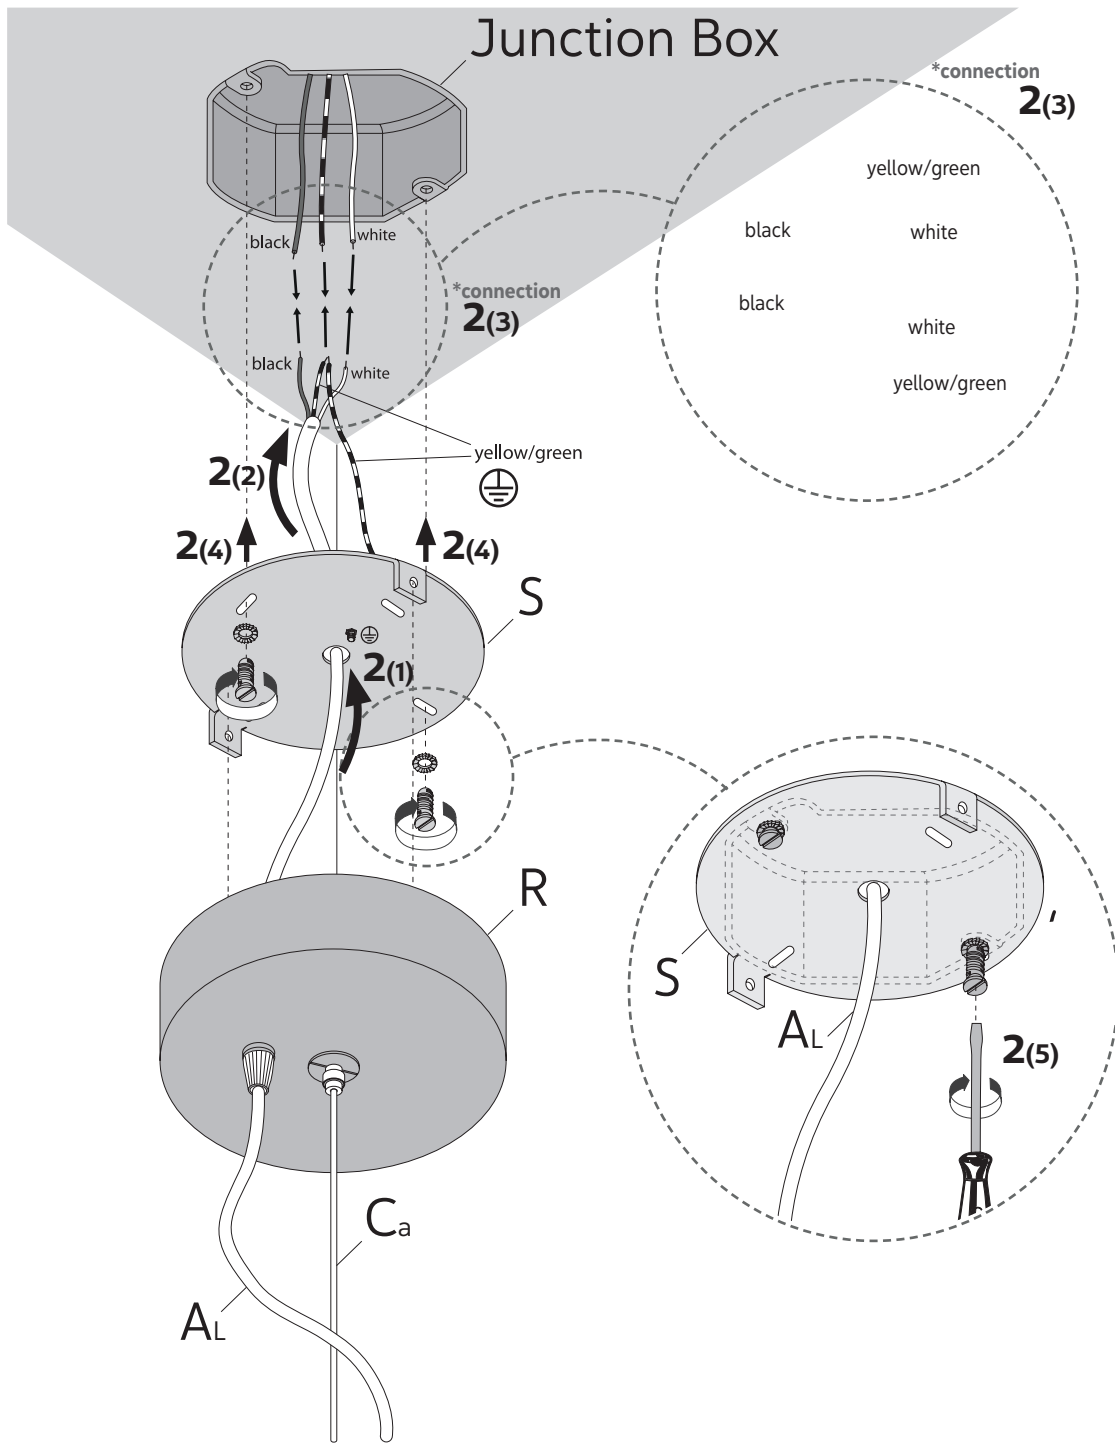 Junction Box
*connection
2(3)
yellow/green
black
white
black
white
yellow/green
black
white
*connection
2(3)
black
white
yellow/green
2(2)
2(4)
2(4)
S
2(1)
R
S
AL
2(5)
Ca
AL